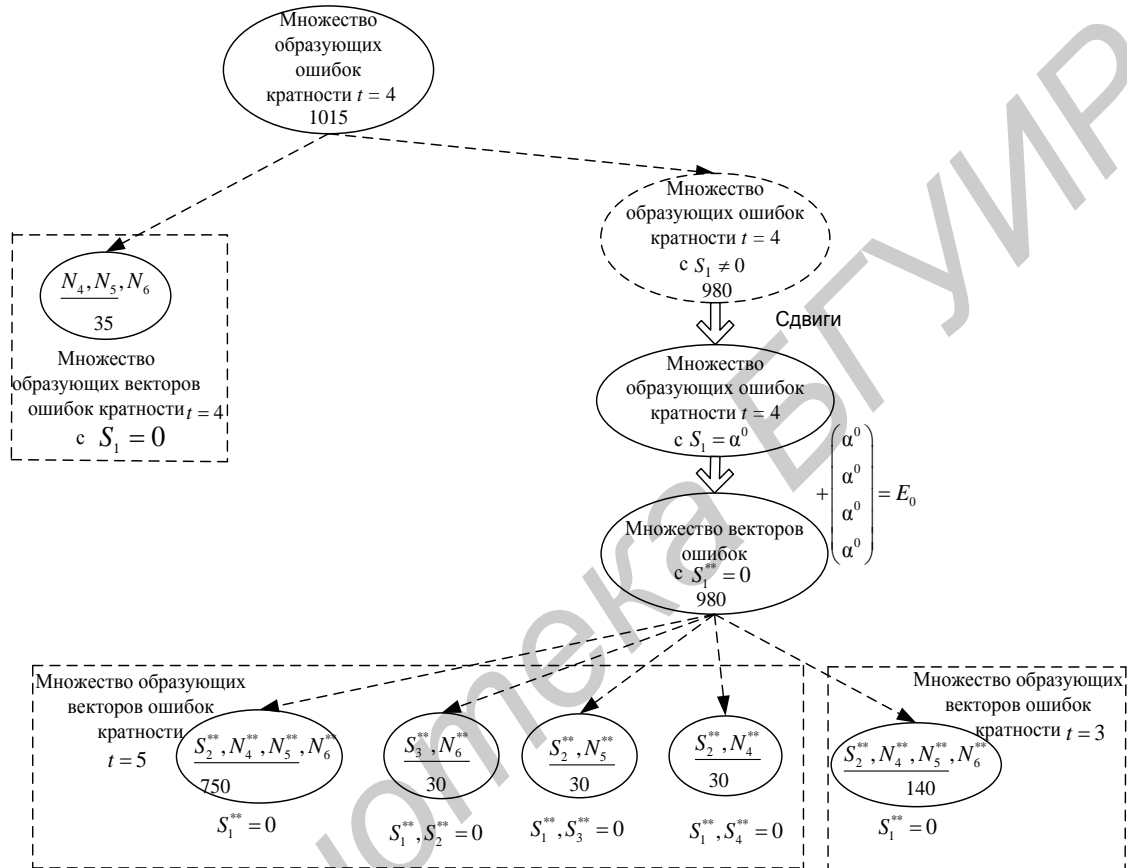 Множество
образующих
ошибок
кратности t = 4
1015
Множество
образующих ошибок
кратности t = 4
с S₁ ≠ 0
980
N₄, N₅, N₆
35
Множество
образующих векторов
ошибок кратности t = 4
с S₁ = 0
Сдвиги
Множество
образующих ошибок
кратности t = 4
с S₁ = α⁰
+ (α⁰ α⁰ α⁰ α⁰) = E₀
Множество векторов
ошибок
с S₁** = 0
980
Множество образующих
векторов ошибок
кратности
t = 5
S₂**, N₄**, N₅**, N₆**
750
S₁** = 0
S₃**, N₆**
30
S₁**, S₂** = 0
S₂**, N₅**
30
S₁**, S₃** = 0
S₂**, N₄**
30
S₁**, S₄** = 0
Множество образующих
векторов ошибок
кратности t = 3
S₂**, N₄**, N₅**, N₆**
140
S₁** = 0
отека БГУИР